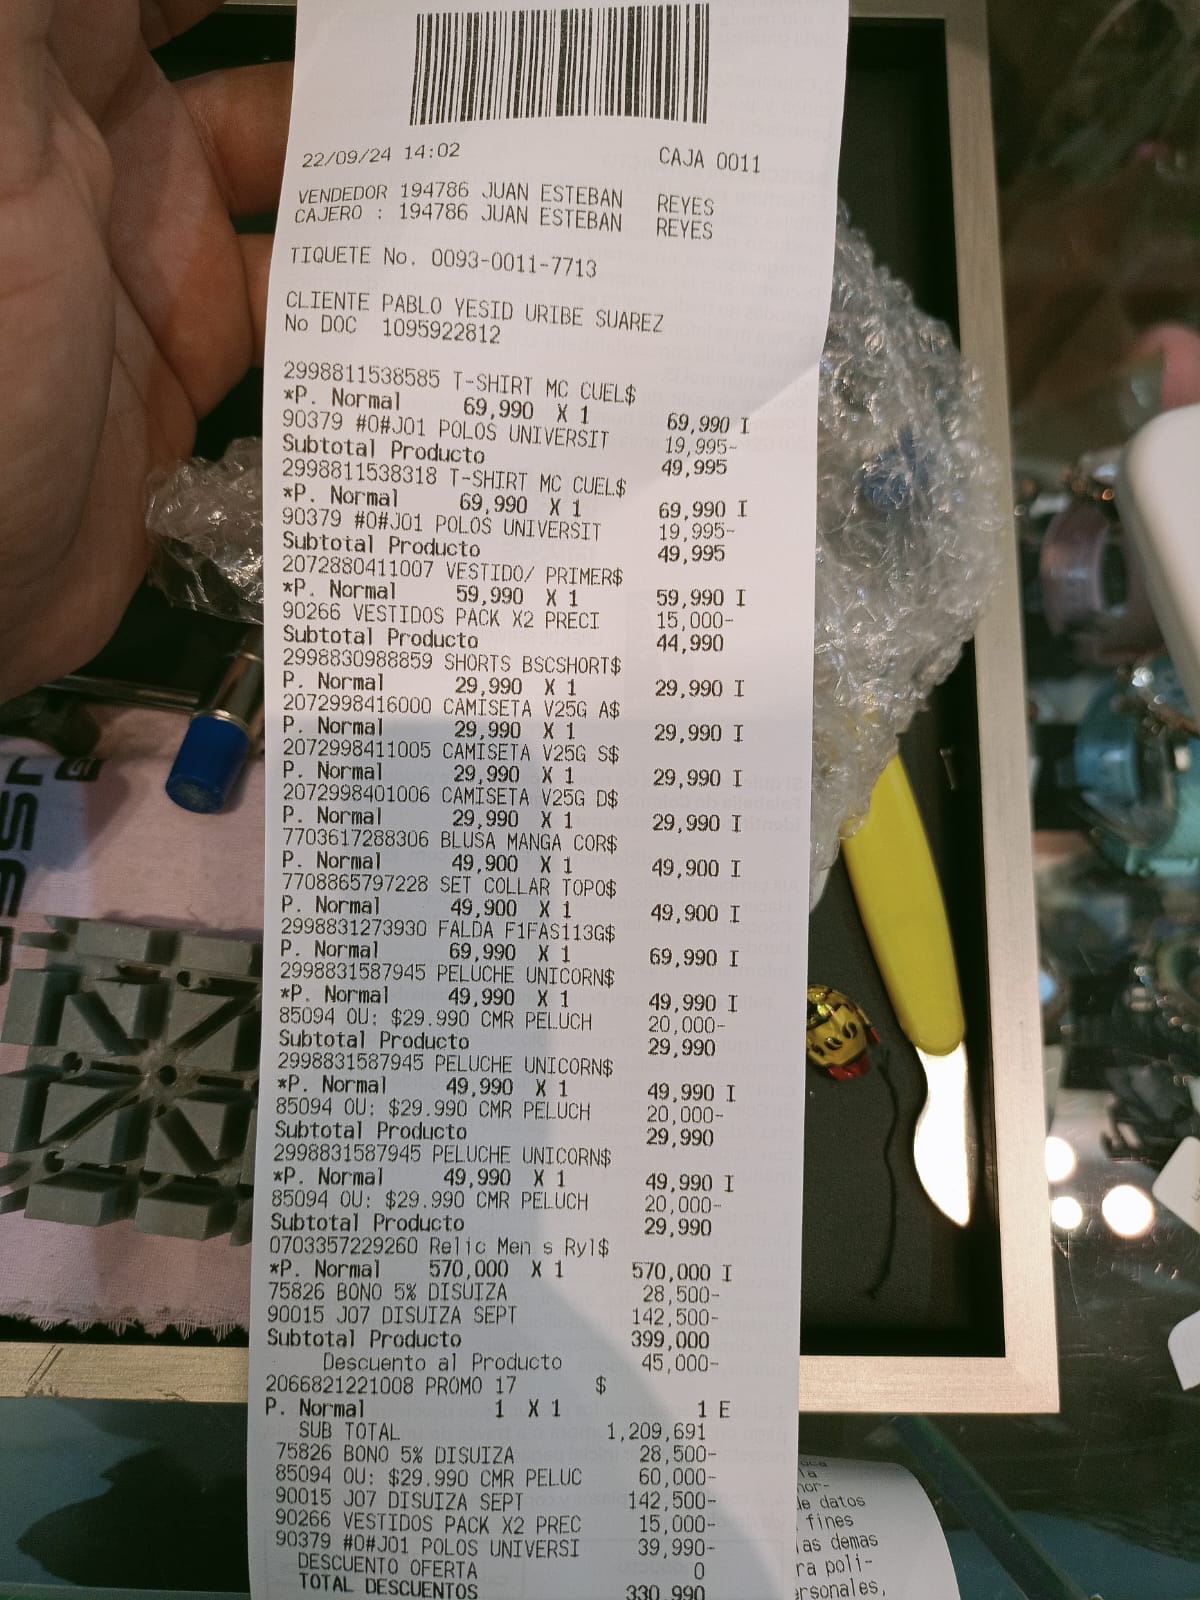 22/09/24 14:02 CAJA 0011
VENDEDOR 194786 JUAN ESTEBAN REYES
CAJERO : 194786 JUAN ESTEBAN REYES
TIQUETE No. 0093-0011-7713
CLIENTE PABLO YESID URIBE SUAREZ
No DOC 1095922812
2998811538585 T-SHIRT MC CUEL$
*P. Normal 69,990 X 1 69,990 I
90379 #O#J01 POLOS UNIVERSIT 19,995-
Subtotal Producto 49,995
2998811538318 T-SHIRT MC CUEL$
*P. Normal 69,990 X 1 69,990 I
90379 #O#J01 POLOS UNIVERSIT 19,995-
Subtotal Producto 49,995
2072880411007 VESTIDO/ PRIMER$
*P. Normal 59,990 X 1 59,990 I
90266 VESTIDOS PACK X2 PRECI 15,000-
Subtotal Producto 44,990
2998830988859 SHORTS BSCSHORT$
P. Normal 29,990 X 1 29,990 I
2072998416000 CAMISETA V25G A$
P. Normal 29,990 X 1 29,990 I
2072998411005 CAMISETA V25G S$
P. Normal 29,990 X 1 29,990 I
2072998401006 CAMISETA V25G D$
P. Normal 29,990 X 1 29,990 I
7703617288306 BLUSA MANGA COR$
P. Normal 49,900 X 1 49,900 I
7708865797228 SET COLLAR TOPO$
P. Normal 49,900 X 1 49,900 I
2998831273930 FALDA F1FAS113G$
P. Normal 69,990 X 1 69,990 I
2998831587945 PELUCHE UNICORN$
*P. Normal 49,990 X 1 49,990 I
85094 OU: $29.990 CMR PELUCH 20,000-
Subtotal Producto 29,990
2998831587945 PELUCHE UNICORN$
*P. Normal 49,990 X 1 49,990 I
85094 OU: $29.990 CMR PELUCH 20,000-
Subtotal Producto 29,990
2998831587945 PELUCHE UNICORN$
*P. Normal 49,990 X 1 49,990 I
85094 OU: $29.990 CMR PELUCH 20,000-
Subtotal Producto 29,990
0703357229260 Relic Men s Ryl$
*P. Normal 570,000 X 1 570,000 I
75826 BONO 5% DISUIZA 28,500-
90015 J07 DISUIZA SEPT 142,500-
Subtotal Producto 399,000
Descuento al Producto 45,000-
2066821221008 PROMO 17 $
P. Normal 1 X 1 1 E
SUB TOTAL 1,209,691
75826 BONO 5% DISUIZA 28,500-
85094 OU: $29.990 CMR PELUC 60,000-
90015 J07 DISUIZA SEPT 142,500-
90266 VESTIDOS PACK X2 PREC 15,000-
90379 #O#J01 POLOS UNIVERSI 39,990-
DESCUENTO OFERTA 0
TOTAL DESCUENTOS 330,990
datos
fines
as demas
poli-